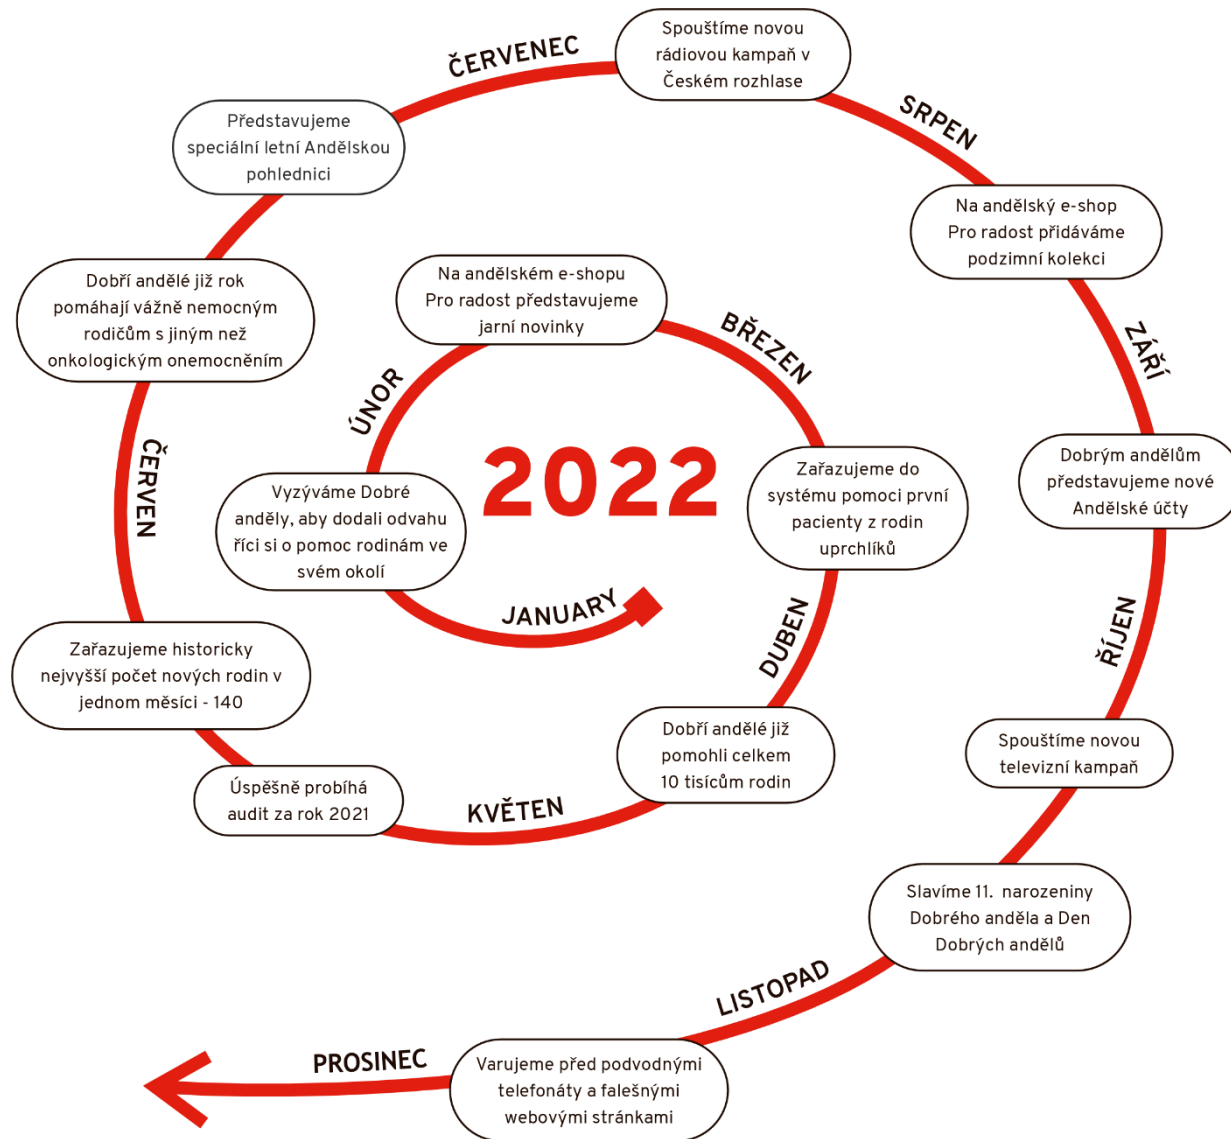 2022
JANUARY
Vyzýváme Dobré
anděly, aby dodali odvahu
říci si o pomoc rodinám ve
svém okolí
ÚNOR
Na andělském e-shopu
Pro radost představujeme
jarní novinky
BŘEZEN
Zařazujeme do
systému pomoci první
pacienty z rodin
uprchlíků
DUBEN
Dobří andělé již
pomohli celkem
10 tisícům rodin
KVĚTEN
Úspěšně probíhá
audit za rok 2021
Zařazujeme historicky
nejvyšší počet nových rodin v
jednom měsíci - 140
ČERVEN
Dobří andělé již rok
pomáhají vážně nemocným
rodičům s jiným než
onkologickým onemocněním
Představujeme
speciální letní Andělskou
pohlednici
ČERVENEC
Spouštíme novou
rádiovou kampaň v
Českém rozhlase
SRPEN
Na andělský e-shop
Pro radost přidáváme
podzimní kolekci
ZÁŘÍ
Dobrým andělům
představujeme nové
Andělské účty
ŘÍJEN
Spouštíme novou
televizní kampaň
Slavíme 11. narozeniny
Dobrého anděla a Den
Dobrých andělů
LISTOPAD
Varujeme před podvodnými
telefonáty a falešnými
webovými stránkami
PROSINEC